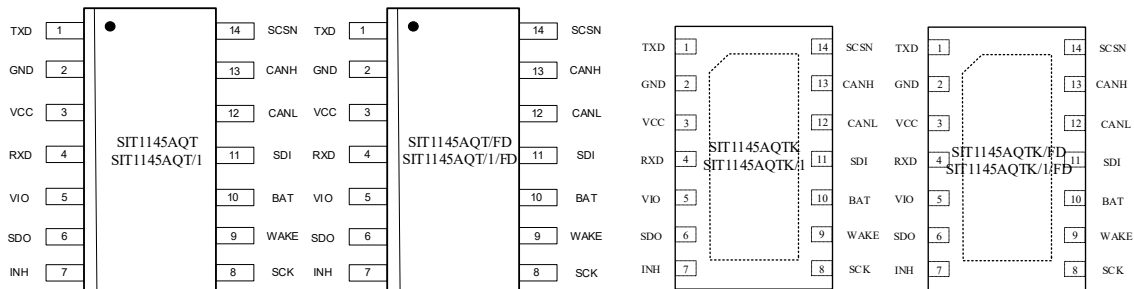 TXD 1 14 SCSN TXD 1 14 SCSN TXD 1 14 SCSN TXD 1 14 SCSN
GND 2 13 CANH GND 2 13 CANH GND 2 13 CANH GND 2 13 CANH
VCC 3 12 CANL VCC 3 12 CANL VCC 3 12 CANL VCC 3 12 CANL
SIT1145AQT SIT1145AQT/FD SIT1145AQTK SIT1145AQTK/FD
RXD 4 SIT1145AQT/1 11 SDI RXD 4 SIT1145AQT/1/FD 11 SDI RXD 4 SIT1145AQTK/1 11 SDI RXD 4 SIT1145AQTK/1/FD 11 SDI
VIO 5 10 BAT VIO 5 10 BAT VIO 5 10 BAT VIO 5 10 BAT
SDO 6 9 WAKE SDO 6 9 WAKE SDO 6 9 WAKE SDO 6 9 WAKE
INH 7 8 SCK INH 7 8 SCK INH 7 8 SCK INH 7 8 SCK